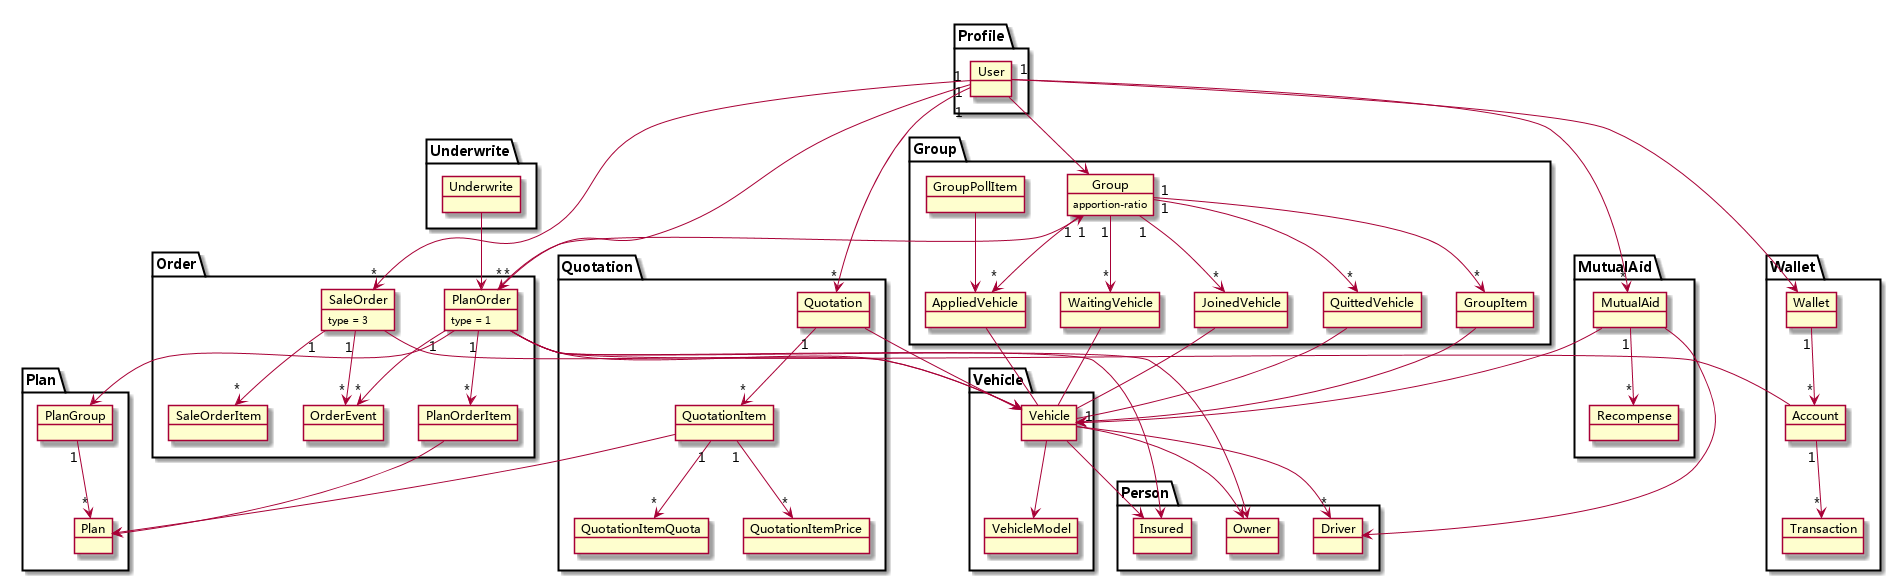 Profile
User
1
1
1
1
Underwrite
Underwrite
Group
GroupPollItem
Group
apportion-ratio
1
1
1
1
1
1
*
*
*
*
*
AppliedVehicle
WaitingVehicle
JoinedVehicle
QuittedVehicle
GroupItem
Order
*
*
*
SaleOrder
type = 3
PlanOrder
type = 1
1
1
1
1
*
*
*
*
SaleOrderItem
OrderEvent
PlanOrderItem
Quotation
*
Quotation
1
*
QuotationItem
1
1
*
*
QuotationItemQuota
QuotationItemPrice
MutualAid
*
MutualAid
1
*
Recompense
Wallet
Wallet
1
*
Account
1
*
Transaction
Plan
PlanGroup
1
*
Plan
Vehicle
Vehicle
1
VehicleModel
Person
*
Insured
Owner
Driver